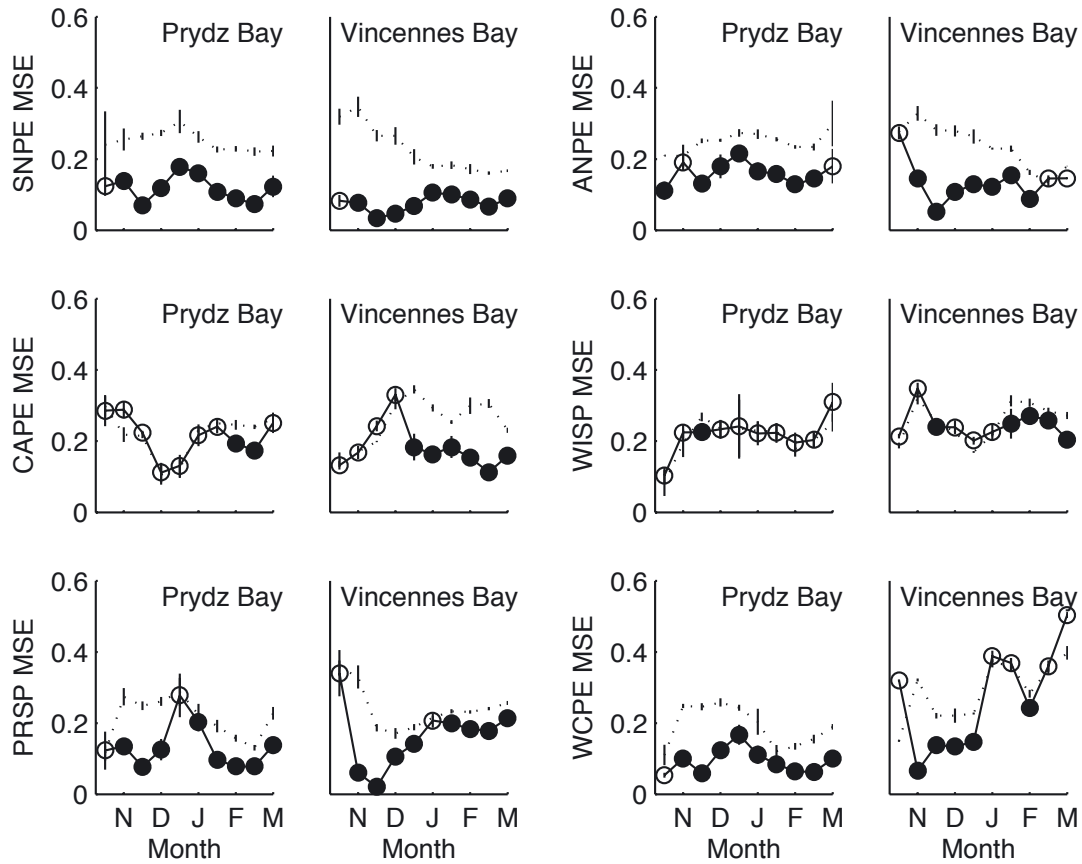 0.6
0.4
0.2
0
SNPE MSE
Prydz Bay
Vincennes Bay
0.6
0.4
0.2
0
ANPE MSE
Prydz Bay
Vincennes Bay
0.6
0.4
0.2
0
CAPE MSE
Prydz Bay
Vincennes Bay
0.6
0.4
0.2
0
WISP MSE
Prydz Bay
Vincennes Bay
0.6
0.4
0.2
0
PRSP MSE
Prydz Bay
N D J F M
Month
Vincennes Bay
N D J F M
Month
0.6
0.4
0.2
0
WCPE MSE
Prydz Bay
N D J F M
Month
Vincennes Bay
N D J F M
Month